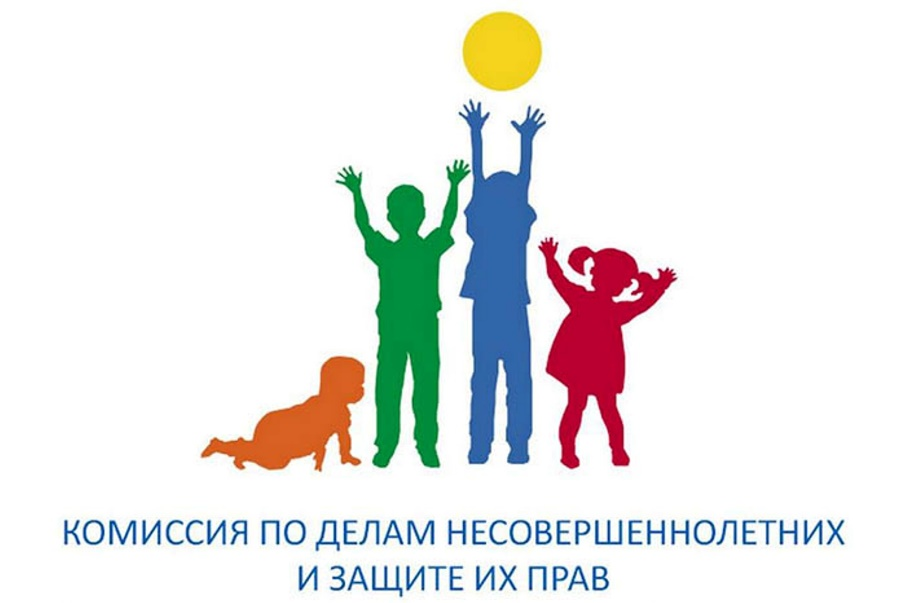 КОМИССИЯ ПО ДЕЛАМ НЕСОВЕРШЕННОЛЕТНИХ
И ЗАЩИТЕ ИХ ПРАВ